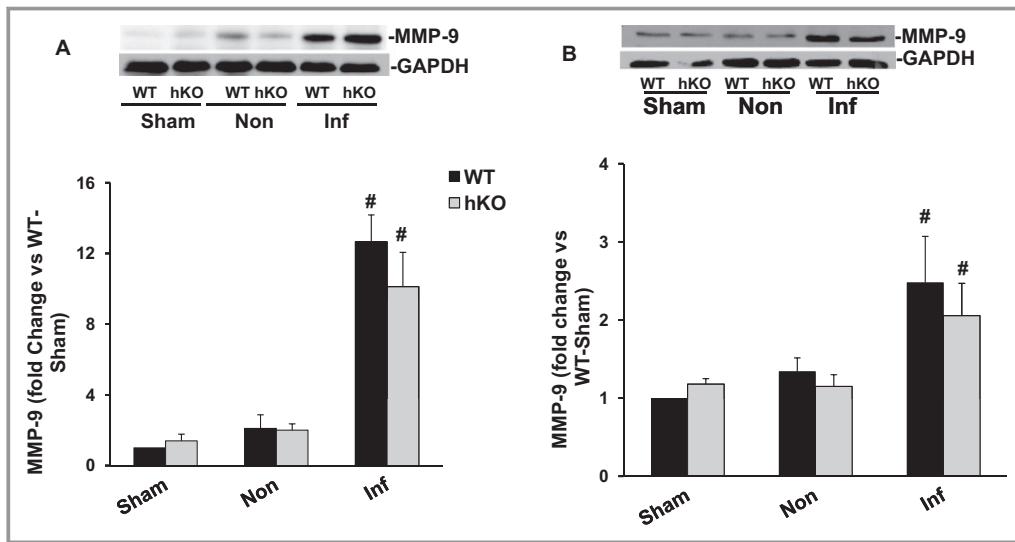 A
-MMP-9
-GAPDH
WT hKO WT hKO WT hKO
Sham Non Inf
MMP-9 (fold Change vs WT-
Sham)
16
12
8
4
0
# #
WT
hKO
Sham Non Inf
B
-MMP-9
-GAPDH
WT hKO WT hKO WT hKO
Sham Non Inf
MMP-9 (fold change vs
WT-Sham)
4
3
2
1
0
# #
Sham Non Inf